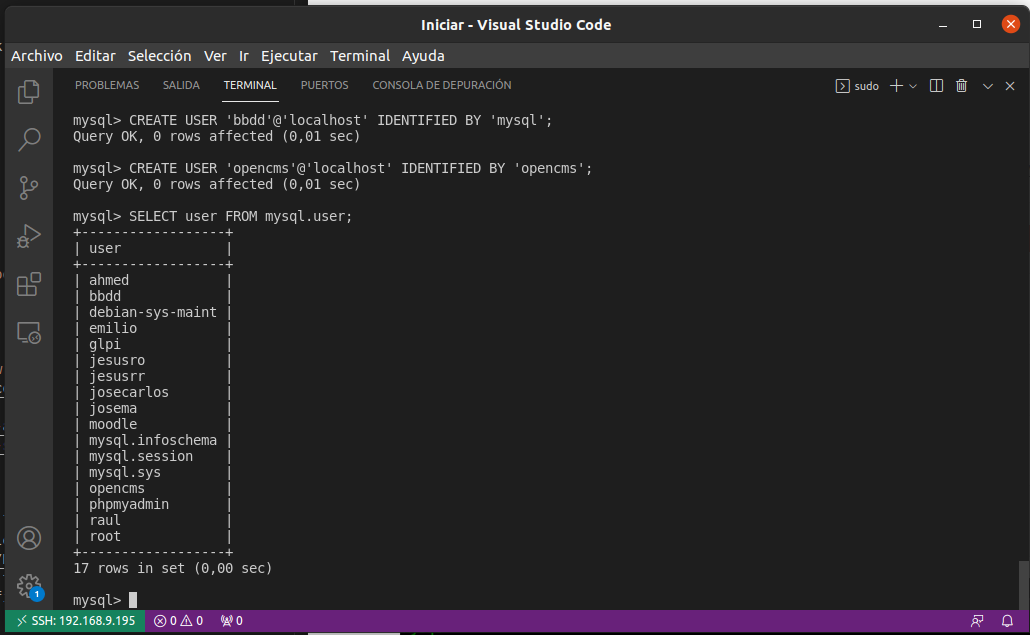 Iniciar - Visual Studio Code
Archivo Editar Selección Ver Ir Ejecutar Terminal Ayuda
PROBLEMAS SALIDA TERMINAL PUERTOS CONSOLA DE DEPURACIÓN sudo
mysql> CREATE USER 'bbdd'@'localhost' IDENTIFIED BY 'mysql';
Query OK, 0 rows affected (0,01 sec)
mysql> CREATE USER 'opencms'@'localhost' IDENTIFIED BY 'opencms';
Query OK, 0 rows affected (0,01 sec)
mysql> SELECT user FROM mysql.user;
+------------------+
| user             |
+------------------+
| ahmed            |
| bbdd             |
| debian-sys-maint |
| emilio           |
| glpi             |
| jesusro          |
| jesusrr          |
| josecarlos       |
| josema           |
| moodle           |
| mysql.infoschema |
| mysql.session    |
| mysql.sys        |
| opencms          |
| phpmyadmin       |
| raul             |
| root             |
+------------------+
17 rows in set (0,00 sec)
mysql>
1
SSH: 192.168.9.195 0 0 0